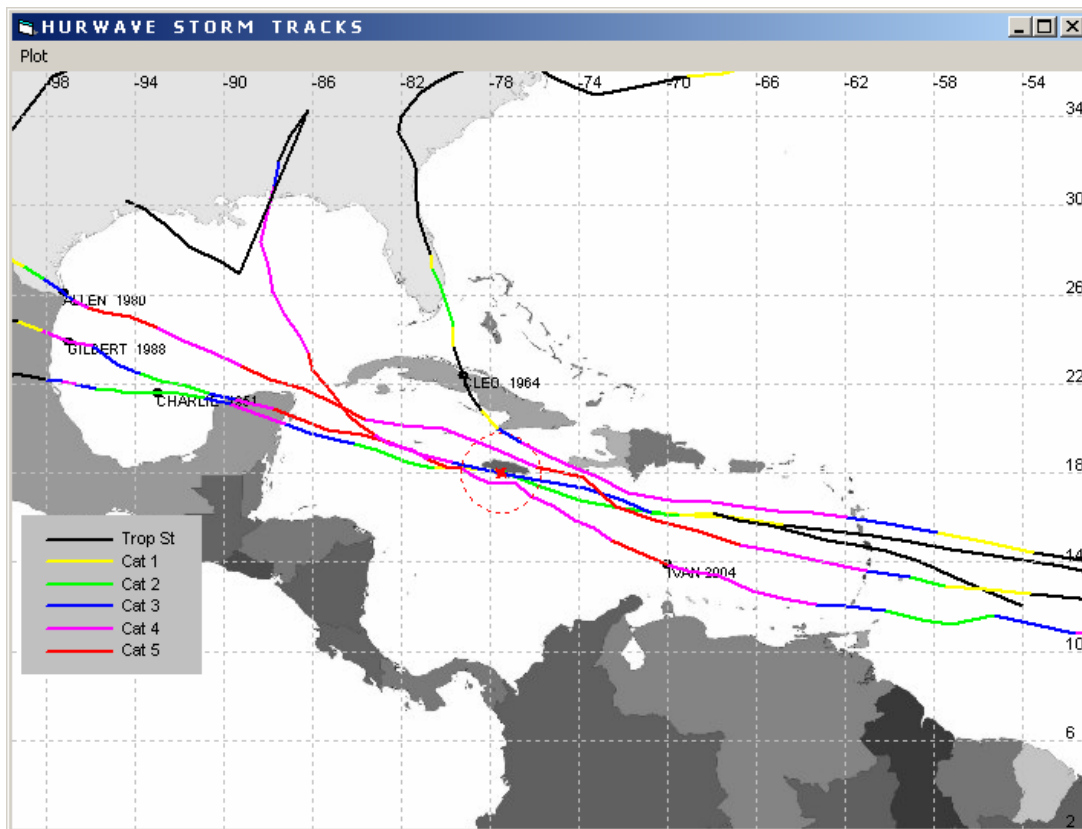 HURWAVE STORM TRACKS
Plot
-98 -94 -90 -86 -82 -78 -74 -70 -66 -62 -58 -54
34
30
26
ALLEN 1980
GILBERT 1988
22
CLEO 1964
CHARLIE 1951
18
14
IVAN 2004
Trop St
Cat 1
Cat 2
Cat 3
Cat 4
Cat 5
10
6
2